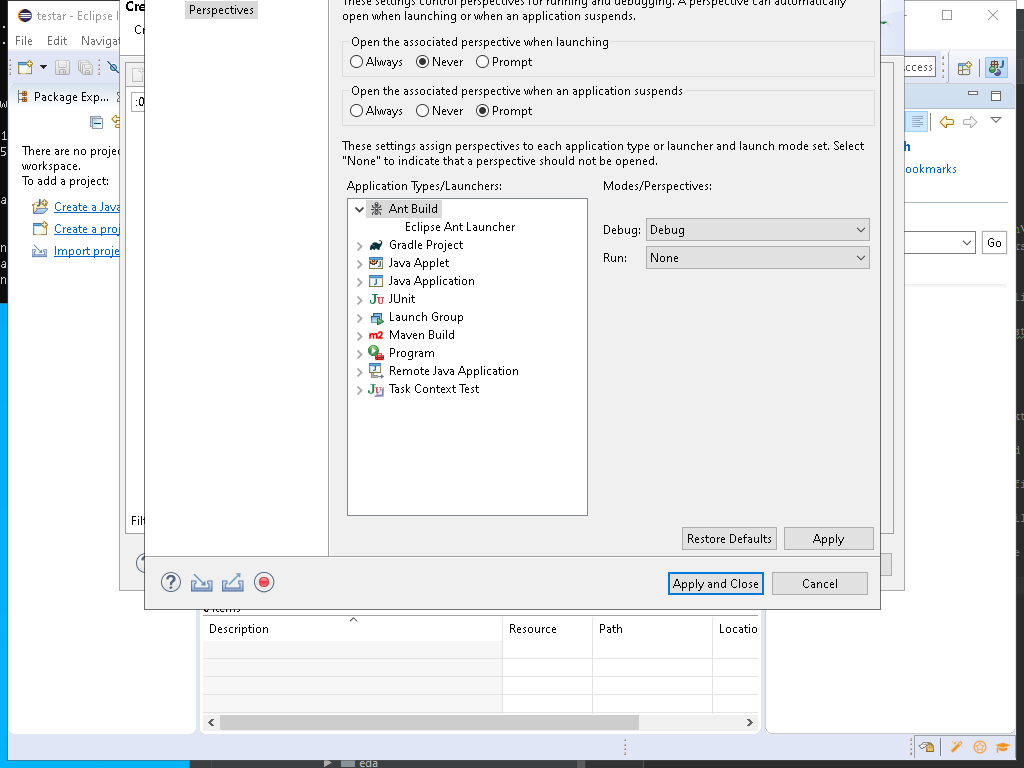 testar - Eclipse I
File Edit Navigat
Package Exp...
There are no proje
workspace.
To add a project:
Create a Java
Create a proj
Import proje
Cre
Cr
:0
Filt
Perspectives
These settings control perspectives for running and debugging. A perspective can automatically
open when launching or when an application suspends.
Open the associated perspective when launching
Always Never Prompt
Open the associated perspective when an application suspends
Always Never Prompt
These settings assign perspectives to each application type or launcher and launch mode set. Select
"None" to indicate that a perspective should not be opened.
Application Types/Launchers:
Modes/Perspectives:
Ant Build
Eclipse Ant Launcher
Gradle Project
Java Applet
Java Application
JUnit
Launch Group
m2 Maven Build
Program
Remote Java Application
Task Context Test
Debug: Debug
Run: None
Restore Defaults
Apply
Apply and Close
Cancel
ccess
h
ookmarks
Go
Items
Description
Resource
Path
Locatio
eda